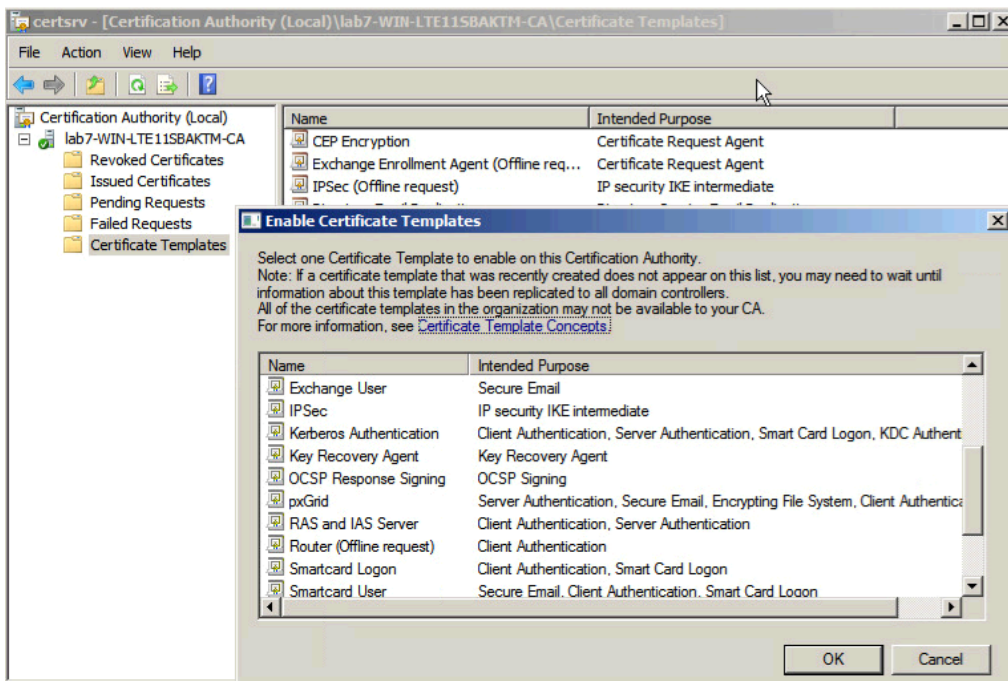 certsrv - [Certification Authority (Local)\lab7-WIN-LTE11SBAKTM-CA\Certificate Templates]
File Action View Help
Certification Authority (Local)
lab7-WIN-LTE11SBAKTM-CA
Revoked Certificates
Issued Certificates
Pending Requests
Failed Requests
Certificate Templates
Name Intended Purpose
CEP Encryption Certificate Request Agent
Exchange Enrollment Agent (Offline req... Certificate Request Agent
IPSec (Offline request) IP security IKE intermediate
Enable Certificate Templates
Select one Certificate Template to enable on this Certification Authority.
Note: If a certificate template that was recently created does not appear on this list, you may need to wait until
information about this template has been replicated to all domain controllers.
All of the certificate templates in the organization may not be available to your CA.
For more information, see Certificate Template Concepts.
Name Intended Purpose
Exchange User Secure Email
IPSec IP security IKE intermediate
Kerberos Authentication Client Authentication, Server Authentication, Smart Card Logon, KDC Authent
Key Recovery Agent Key Recovery Agent
OCSP Response Signing OCSP Signing
pxGrid Server Authentication, Secure Email, Encrypting File System, Client Authentica
RAS and IAS Server Client Authentication, Server Authentication
Router (Offline request) Client Authentication
Smartcard Logon Client Authentication, Smart Card Logon
Smartcard User Secure Email, Client Authentication, Smart Card Logon
OK Cancel